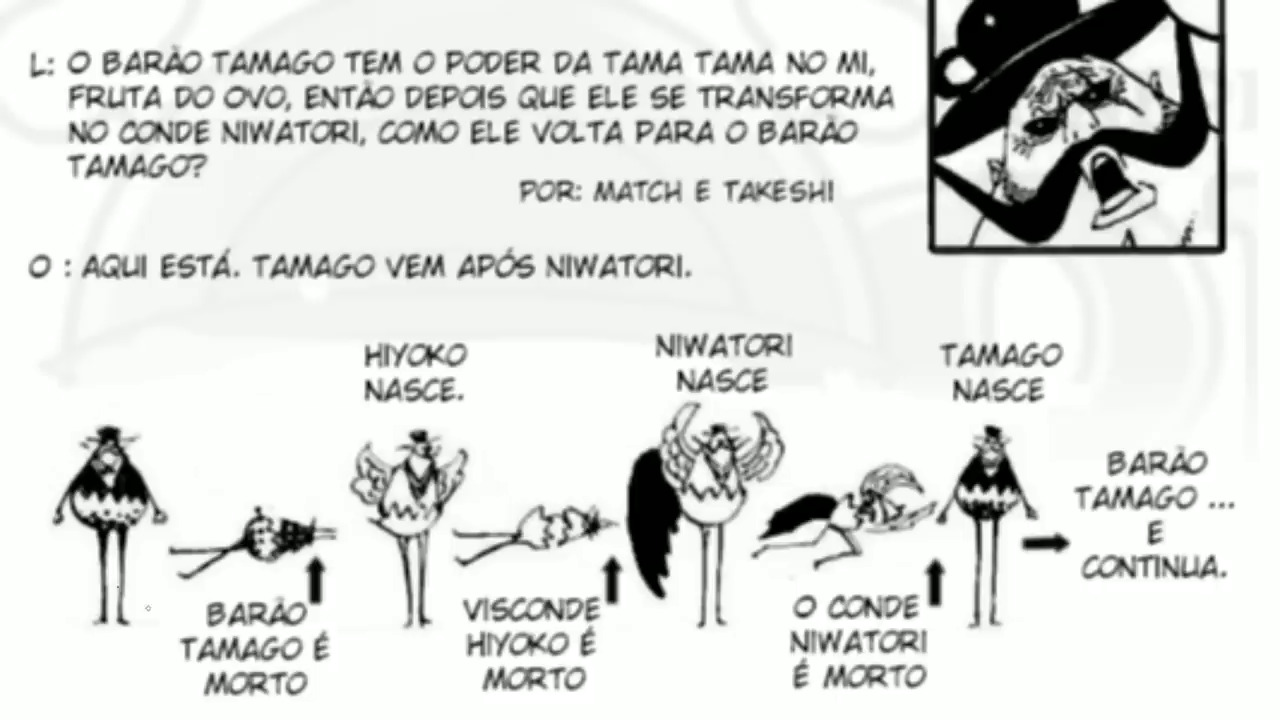 L: O BARÃO TAMAGO TEM O PODER DA TAMA TAMA NO MI,
FRUTA DO OVO, ENTÃO DEPOIS QUE ELE SE TRANSFORMA
NO CONDE NIWATORI, COMO ELE VOLTA PARA O BARÃO
TAMAGO?
POR: MATCH E TAKESHI
O : AQUI ESTÁ. TAMAGO VEM APÓS NIWATORI.
HIYOKO
NASCE.
NIWATORI
NASCE
TAMAGO
NASCE
BARÃO
TAMAGO ...
E
CONTINUA.
BARÃO
TAMAGO É
MORTO
VISCONDE
HIYOKO É
MORTO
O CONDE
NIWATORI
É MORTO